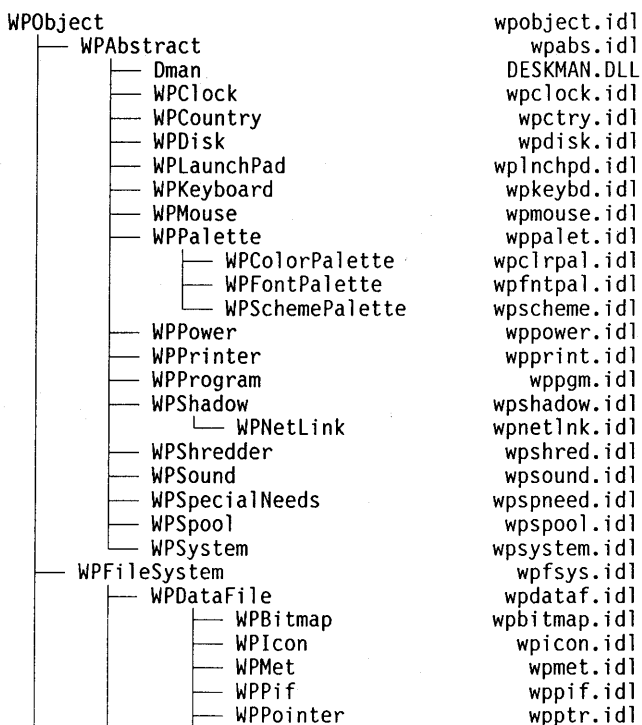 WPObject wpobject.idl
WPAbstract wpabs.idl
Dman DESKMAN.DLL
WPClock wpclock.idl
WPCountry wpctry.idl
WPDisk wpdisk.idl
WPLaunchPad wplnchpd.idl
WPKeyboard wpkeybd.idl
WPMouse wpmouse.idl
WPPalette wppalet.idl
WPColorPalette wpclrpal.idl
WPFontPalette wpfntpal.idl
WPSchemePalette wpscheme.idl
WPPower wppower.idl
WPPrinter wpprint.idl
WPProgram wppgm.idl
WPShadow wpshadow.idl
WPNetLink wpnetlnk.idl
WPShredder wpshred.idl
WPSound wpsound.idl
WPSpecialNeeds wpspneed.idl
WPSpool wpspool.idl
WPSystem wpsystem.idl
WPFileSystem wpfsys.idl
WPDataFile wpdataf.idl
WPBitmap wpbitmap.idl
WPIcon wpicon.idl
WPMet wpmet.idl
WPPif wppif.idl
WPPointer wpptr.idl